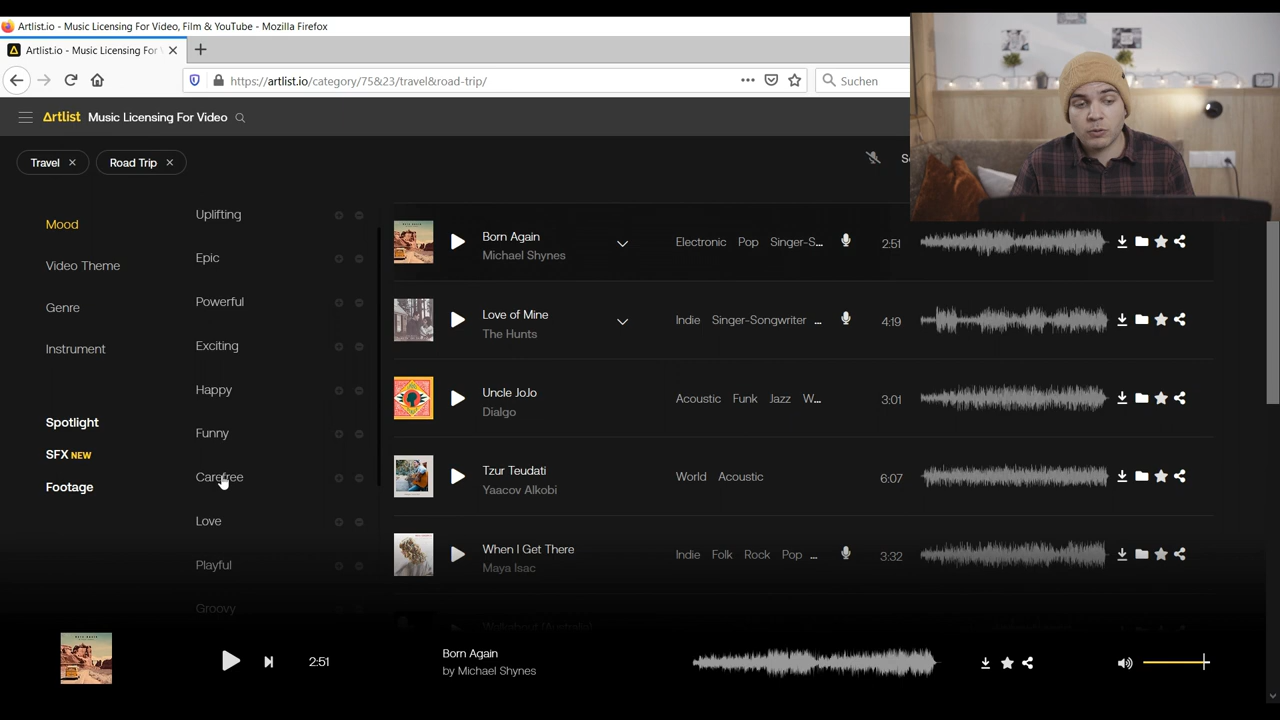 Artlist.io - Music Licensing For Video, Film & YouTube - Mozilla Firefox
Artlist.io - Music Licensing For
https://artlist.io/category/75&23/travel&road-trip/
Suchen
Artlist Music Licensing For Video
Travel
Road Trip
Mood
Video Theme
Genre
Instrument
Spotlight
SFX NEW
Footage
Uplifting
Epic
Powerful
Exciting
Happy
Funny
Carefree
Love
Playful
Groovy
Born Again
Michael Shynes
Electronic Pop Singer-S...
2:51
Love of Mine
The Hunts
Indie Singer-Songwriter ...
4:19
Uncle JoJo
Dialgo
Acoustic Funk Jazz W...
3:01
Tzur Teudati
Yaacov Alkobi
World Acoustic
6:07
When I Get There
Maya Isac
Indie Folk Rock Pop ...
3:32
Walkabout (Australia)
2:51
Born Again
by Michael Shynes